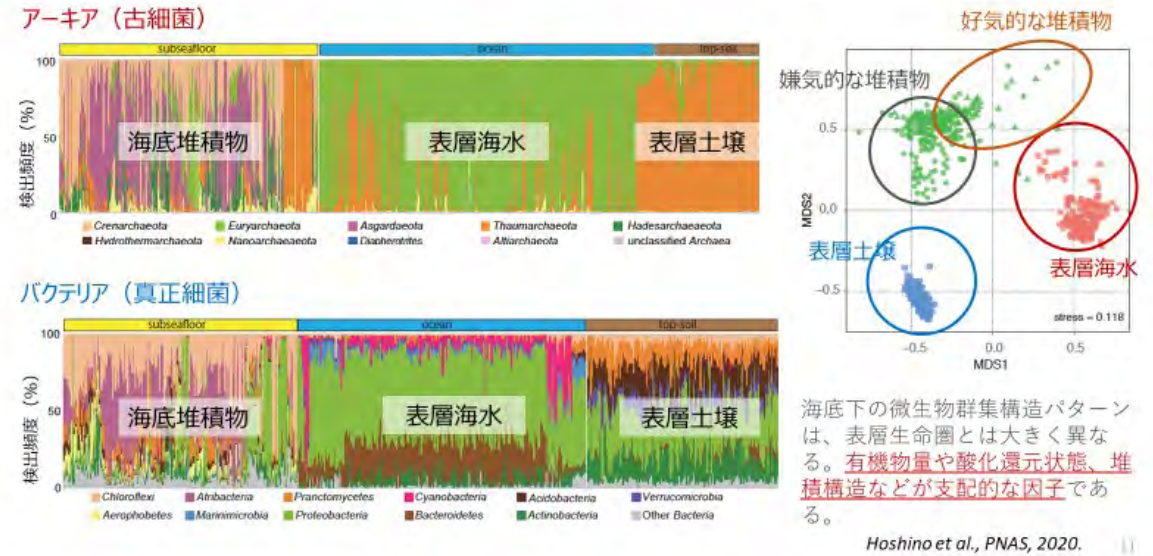 アーキア（古細菌）
subseafloor
ocean
top-soil
100
50
0
検出頻度（%）
海底堆積物
表層海水
表層土壌
Crenarchaeota
Euryarchaeota
Asgardaeota
Thaumarchaeota
Hadesarchaeaeota
Hydrothermarchaeota
Nanoarchaeaeota
Diapherotrites
Altiarchaeota
unclassified Archaea
バクテリア（真正細菌）
subseafloor
ocean
top-soil
100
50
0
検出頻度（%）
海底堆積物
表層海水
表層土壌
Chloroflexi
Atribacteria
Planctomycetes
Cyanobacteria
Acidobacteria
Verrucomicrobia
Aerophobetes
Marinimicrobia
Proteobacteria
Bacteroidetes
Actinobacteria
Other Bacteria
好気的な堆積物
嫌気的な堆積物
表層土壌
表層海水
0.5
0.0
−0.5
MDS2
stress = 0.118
−0.5
0.0
0.5
MDS1
海底下の微生物群集構造パターン
は、表層生命圏とは大きく異な
る。有機物量や酸化還元状態、堆
積構造などが支配的な因子であ
る。
Hoshino et al., PNAS, 2020.
11